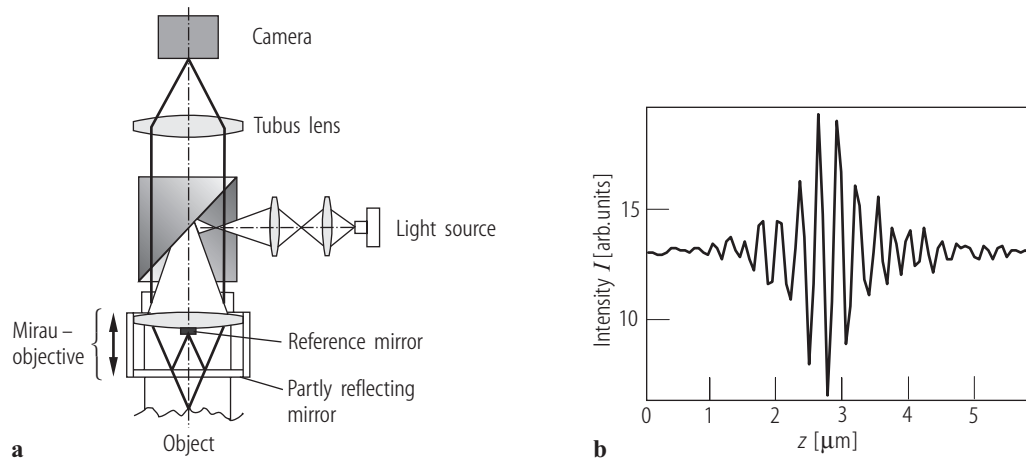 Camera
Tubus lens
Light source
Mirau –
objective
Reference mirror
Partly reflecting
mirror
Object
a
Intensity I [arb.units]
15
10
0 1 2 3 4 5
z [μm]
b